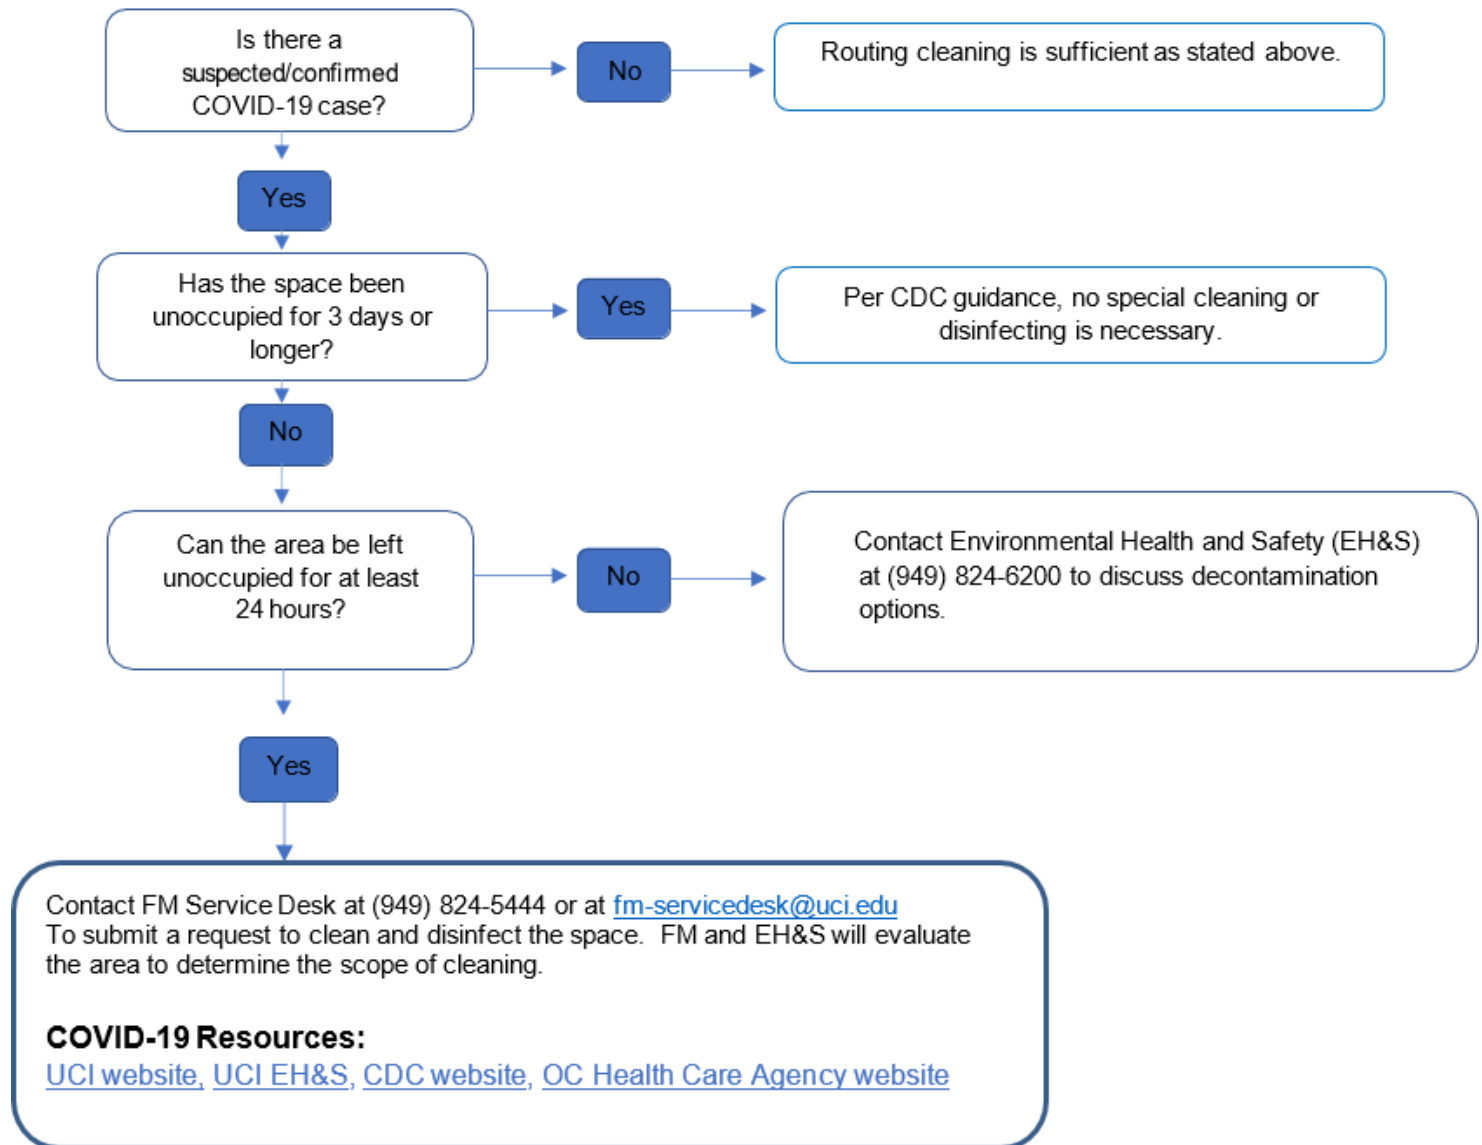 Is there a
suspected/confirmed
COVID-19 case?
No
Routing cleaning is sufficient as stated above.
Yes
Has the space been
unoccupied for 3 days or
longer?
Yes
Per CDC guidance, no special cleaning or
disinfecting is necessary.
No
Can the area be left
unoccupied for at least
24 hours?
No
Contact Environmental Health and Safety (EH&S)
at (949) 824-6200 to discuss decontamination
options.
Yes
Contact FM Service Desk at (949) 824-5444 or at fm-servicedesk@uci.edu
To submit a request to clean and disinfect the space. FM and EH&S will evaluate
the area to determine the scope of cleaning.
COVID-19 Resources:
UCI website, UCI EH&S, CDC website, OC Health Care Agency website